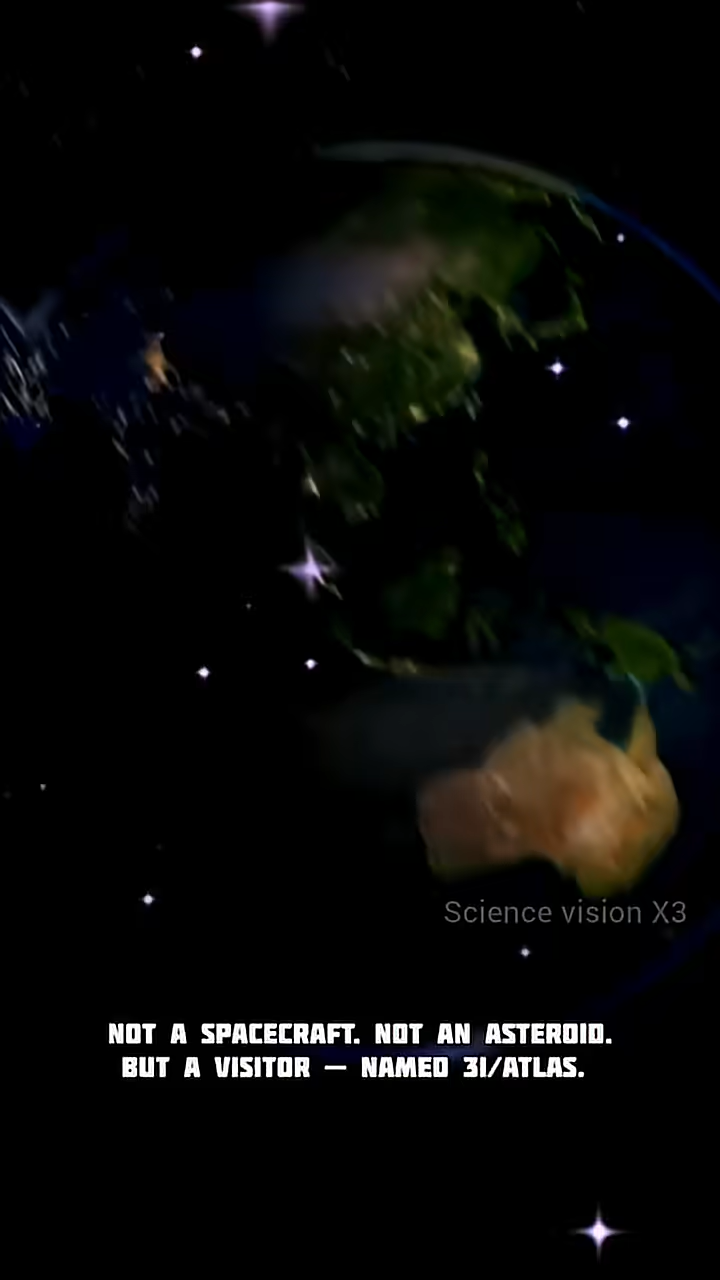 Science vision X3
NOT A SPACECRAFT. NOT AN ASTEROID.
BUT A VISITOR — NAMED 3I/ATLAS.